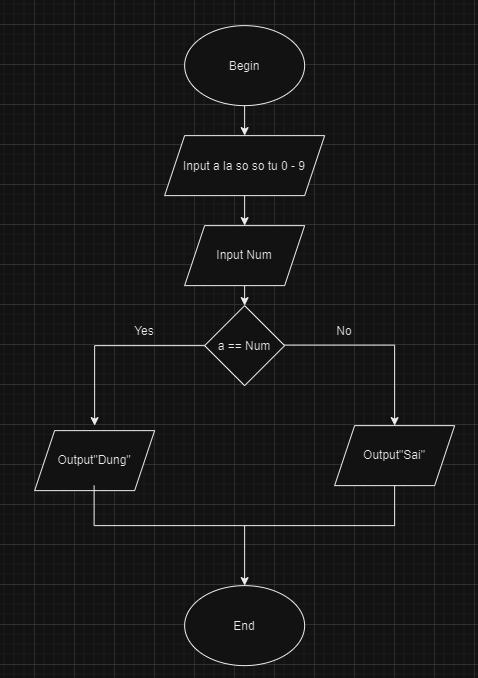 Begin
Input a la so so tu 0 - 9
Input Num
Yes
No
a == Num
Output"Dung"
Output"Sai"
End